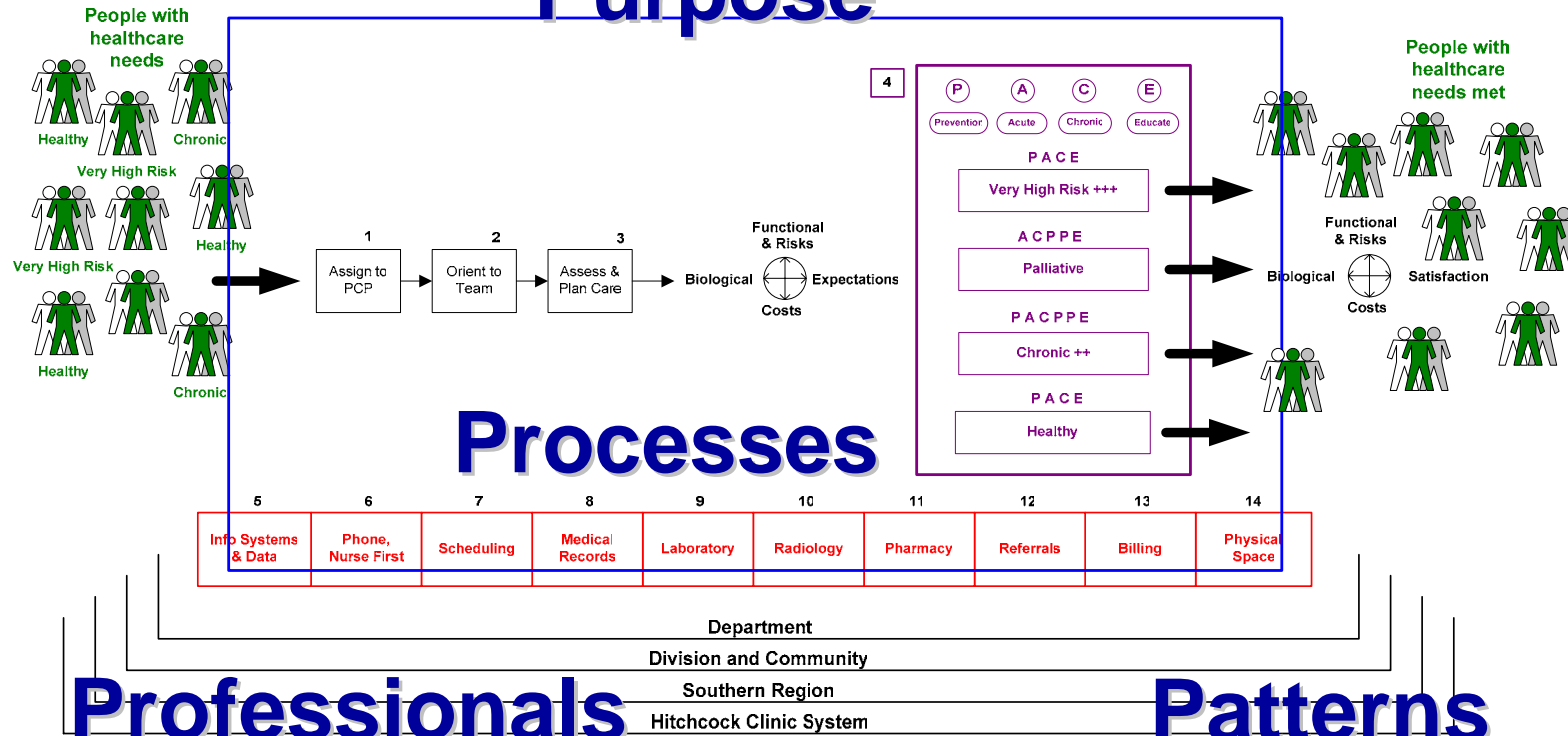 Purpose
People with
healthcare
needs
Healthy
Chronic
Very High Risk
Very High Risk
Healthy
Healthy
Chronic
1
Assign to
PCP
2
Orient to
Team
3
Assess &
Plan Care
Functional
& Risks
Biological
Expectations
Costs
4
P A C E
Prevention
Acute
Chronic
Educate
P A C E
Very High Risk +++
A C P P E
Palliative
P A C P P E
Chronic ++
P A C E
Healthy
People with
healthcare
needs met
Functional
& Risks
Biological
Satisfaction
Costs
Processes
5
Info Systems
& Data
6
Phone,
Nurse First
7
Scheduling
8
Medical
Records
9
Laboratory
10
Radiology
11
Pharmacy
12
Referrals
13
Billing
14
Physical
Space
Department
Division and Community
Southern Region
Hitchcock Clinic System
Professionals
Patterns